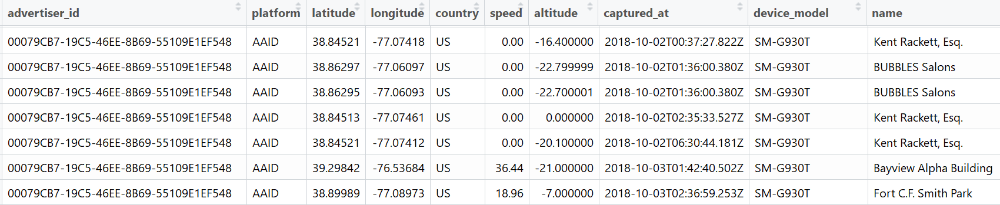 advertiser_id platform latitude longitude country speed altitude captured_at device_model name
00079CB7-19C5-46EE-8B69-55109E1EF548 AAID 38.84521 -77.07418 US 0.00 -16.400000 2018-10-02T00:37:27.822Z SM-G930T Kent Rackett, Esq.
00079CB7-19C5-46EE-8B69-55109E1EF548 AAID 38.86297 -77.06097 US 0.00 -22.799999 2018-10-02T01:36:00.380Z SM-G930T BUBBLES Salons
00079CB7-19C5-46EE-8B69-55109E1EF548 AAID 38.86295 -77.06093 US 0.00 -22.700001 2018-10-02T01:36:00.380Z SM-G930T BUBBLES Salons
00079CB7-19C5-46EE-8B69-55109E1EF548 AAID 38.84513 -77.07461 US 0.00 0.000000 2018-10-02T02:35:33.527Z SM-G930T Kent Rackett, Esq.
00079CB7-19C5-46EE-8B69-55109E1EF548 AAID 38.84521 -77.07412 US 0.00 -20.100000 2018-10-02T06:30:44.181Z SM-G930T Kent Rackett, Esq.
00079CB7-19C5-46EE-8B69-55109E1EF548 AAID 39.29842 -76.53684 US 36.44 -21.000000 2018-10-03T01:42:40.502Z SM-G930T Bayview Alpha Building
00079CB7-19C5-46EE-8B69-55109E1EF548 AAID 38.89989 -77.08973 US 18.96 -7.000000 2018-10-03T02:36:59.253Z SM-G930T Fort C.F. Smith Park